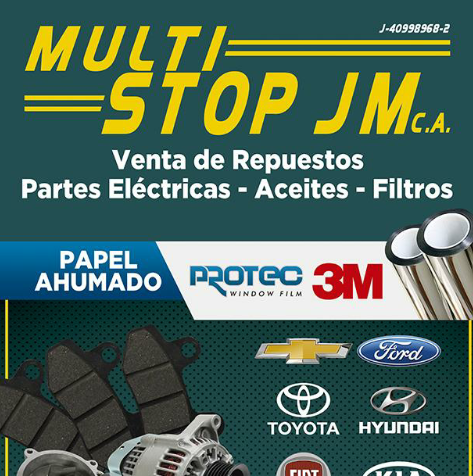 J-40998968-2
MULTI
STOP JM C.A.
Venta de Repuestos
Partes Eléctricas - Aceites - Filtros
PAPEL
AHUMADO
PROTEC
WINDOW FILM
3M
Ford
TOYOTA
HYUNDAI
FIAT
KIA